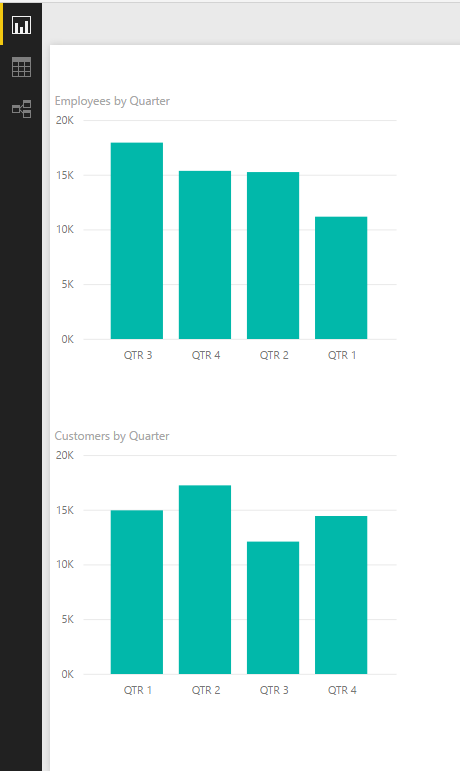 Employees by Quarter
20K
15K
10K
5K
0K
QTR 3 QTR 4 QTR 2 QTR 1
Customers by Quarter
20K
15K
10K
5K
0K
QTR 1 QTR 2 QTR 3 QTR 4